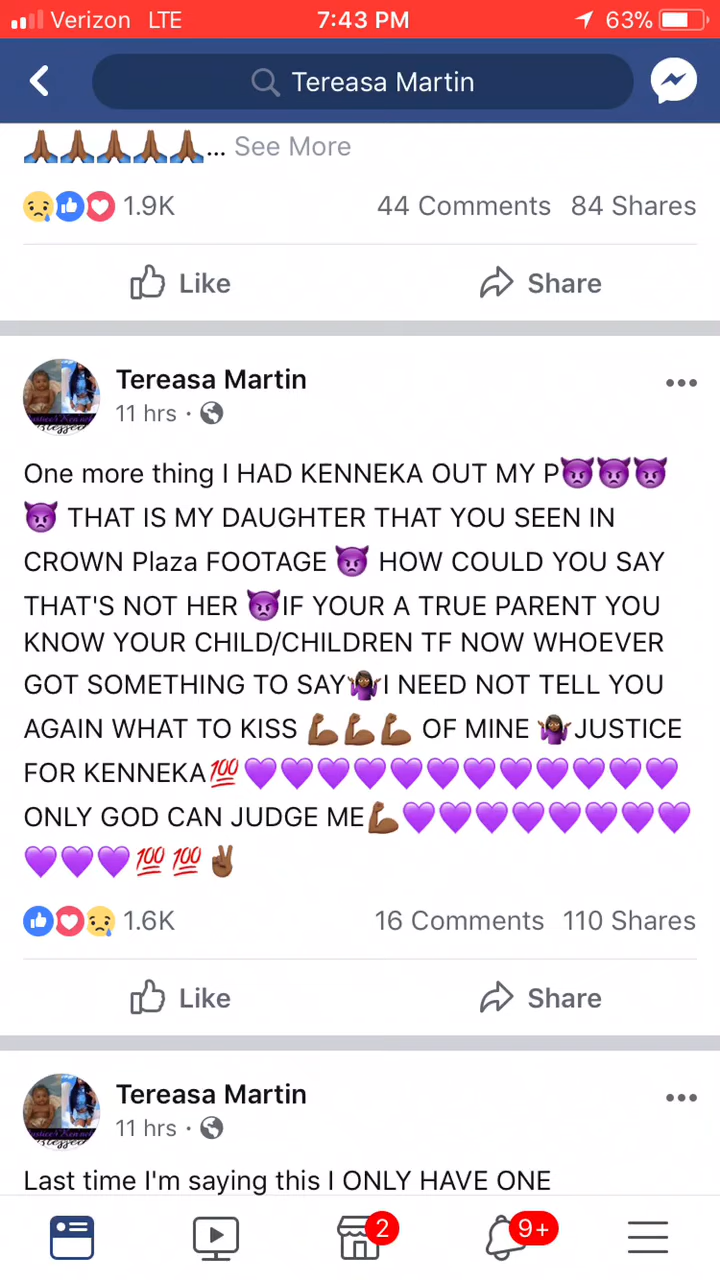 Verizon LTE 7:43 PM 63%
Tereasa Martin
🙏🏾🙏🏾🙏🏾🙏🏾🙏🏾... See More
1.9K 44 Comments 84 Shares
Like Share
Tereasa Martin
11 hrs ·
One more thing I HAD KENNEKA OUT MY P👿👿👿
👿 THAT IS MY DAUGHTER THAT YOU SEEN IN
CROWN Plaza FOOTAGE 👿 HOW COULD YOU SAY
THAT'S NOT HER 👿IF YOUR A TRUE PARENT YOU
KNOW YOUR CHILD/CHILDREN TF NOW WHOEVER
GOT SOMETHING TO SAY🤷🏾‍♀️I NEED NOT TELL YOU
AGAIN WHAT TO KISS 💪🏾💪🏾💪🏾 OF MINE 🤷🏾‍♀️JUSTICE
FOR KENNEKA💯💜💜💜💜💜💜💜💜💜💜💜💜
ONLY GOD CAN JUDGE ME💪🏾💜💜💜💜💜💜💜💜
💜💜💜💯💯✌🏾
1.6K 16 Comments 110 Shares
Like Share
Tereasa Martin
11 hrs ·
Last time I'm saying this I ONLY HAVE ONE
2 9+